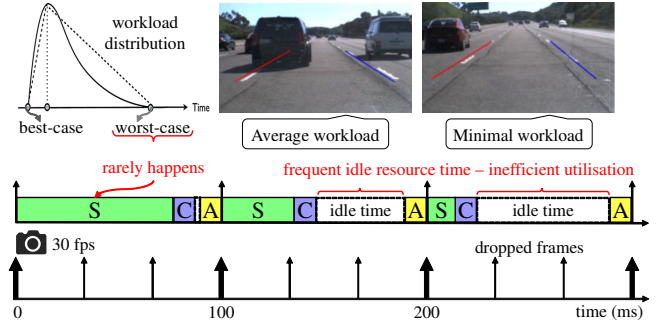 workload
distribution
Time
best-case
worst-case
Average workload
Minimal workload
rarely happens
frequent idle resource time – inefficient utilisation
S C A S C idle time A S C idle time A
30 fps
dropped frames
0 100 200 time (ms)